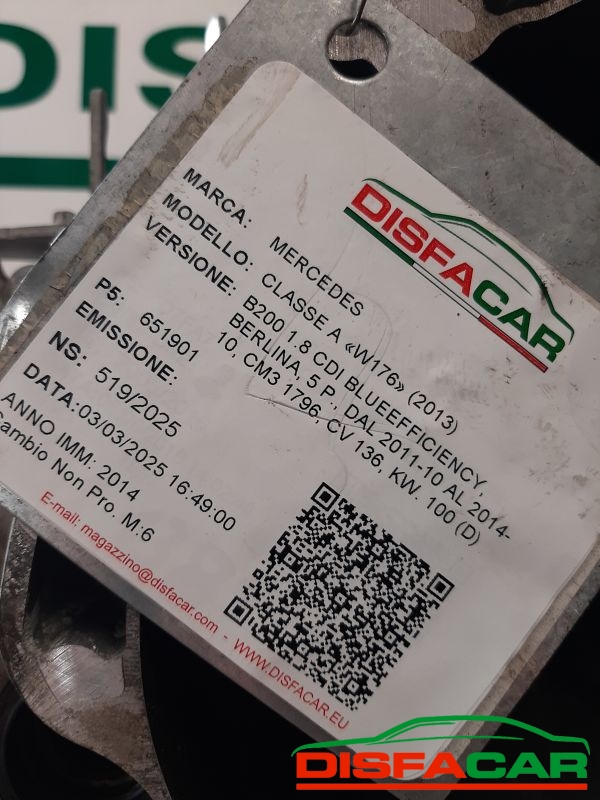 DIS
DISFACAR
MARCA: MERCEDES
MODELLO: CLASSE A «W176» (2013)
VERSIONE: B200 1.8 CDI BLUEEFFICIENCY,
BERLINA, 5 P, DAL 2011-10 AL 2014-
10, CM3 1796, CV 136, KW. 100 (D)
P5: 651901
EMISSIONE:
NS: 519/2025
DATA:03/03/2025 16:49:00
ANNO IMM: 2014
Cambio Non Pro. M:6
E-mail: magazzino@disfacar.com - WWW.DISFACAR.EU
DISFACAR